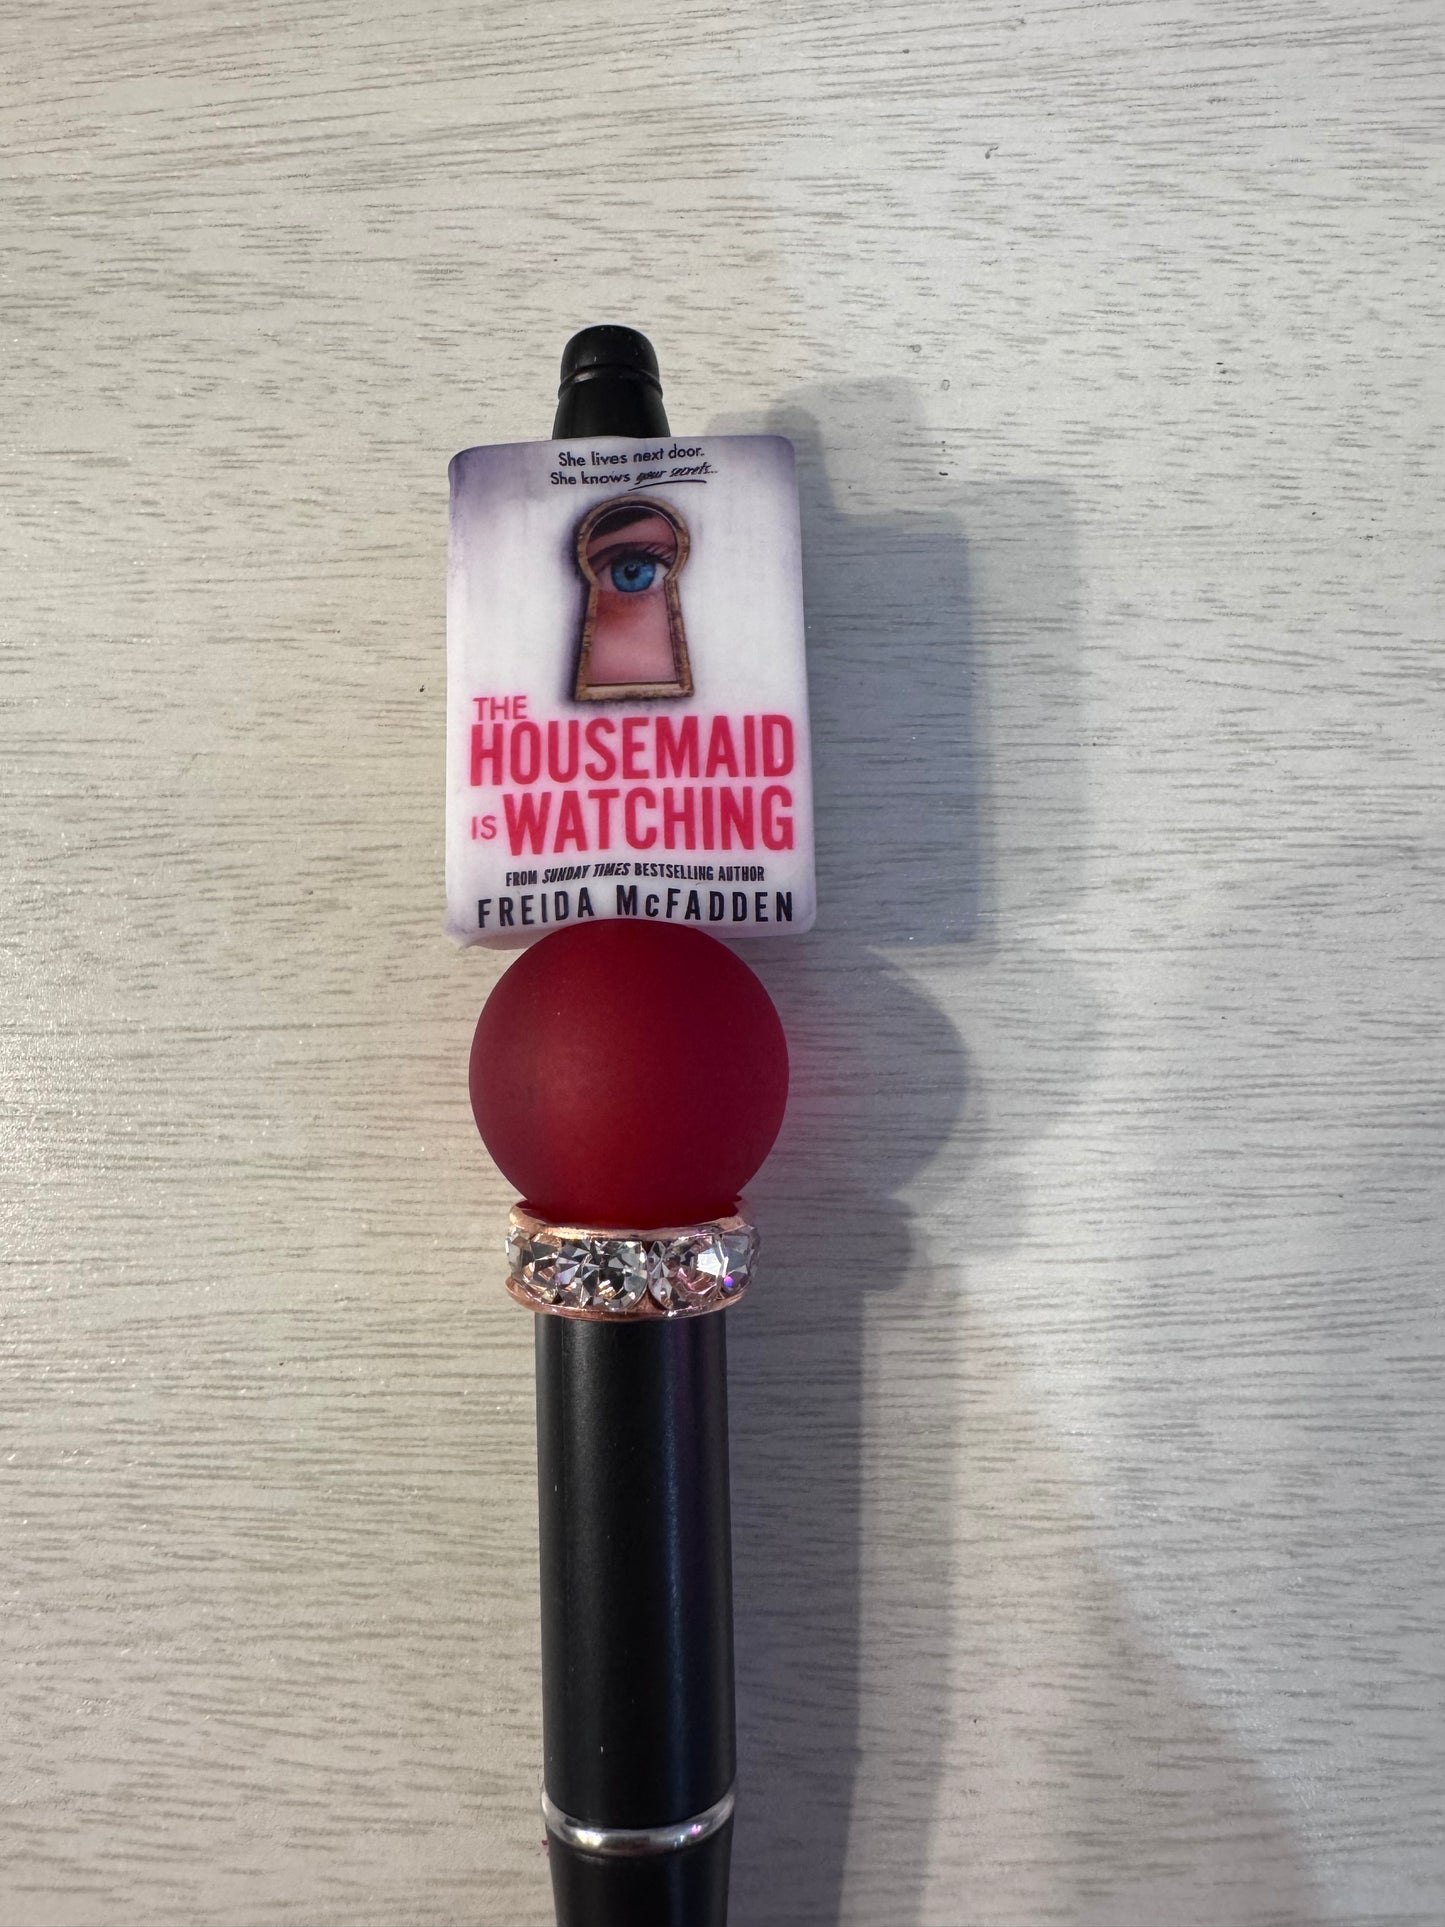 She lives next door.
She knows your secrets...
THE
HOUSEMAID
IS WATCHING
FROM SUNDAY TIMES BESTSELLING AUTHOR
FREIDA McFADDEN